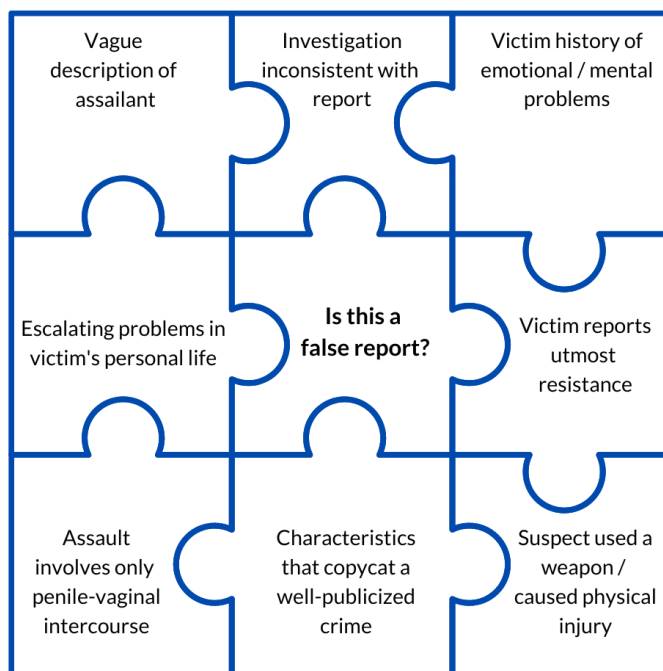 Vague
description of
assailant
Investigation
inconsistent with
report
Victim history of
emotional / mental
problems
Escalating problems in
victim's personal life
Is this a
false report?
Victim reports
utmost
resistance
Assault
involves only
penile-vaginal
intercourse
Characteristics
that copycat a
well-publicized
crime
Suspect used a
weapon /
caused physical
injury